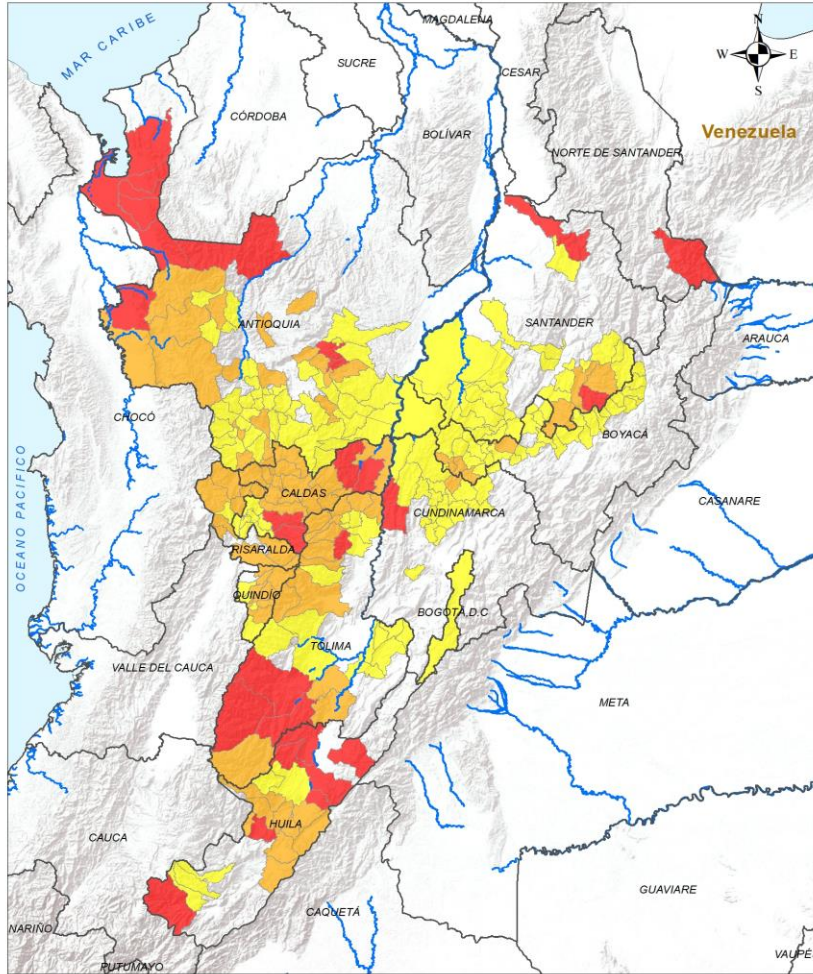 MAGDALENA
N
W E
S
MAR CARIBE
SUCRE
CESAR
CÓRDOBA
BOLÍVAR
Venezuela
NORTE DE SANTANDER
ANTIOQUIA
SANTANDER
ARAUCA
CHOCÓ
BOYACÁ
OCEANO PACIFICO
CALDAS
CUNDINAMARCA
CASANARE
RISARALDA
QUINDÍO
BOGOTÁ, D.C
TOLIMA
VALLE DEL CAUCA
META
HUILA
CAUCA
GUAVIARE
CAQUETÁ
NARIÑO
PUTUMAYO
VAUPÉ